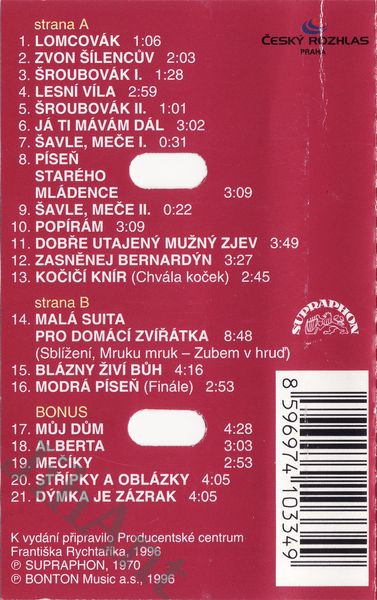 strana A
1. LOMCOVÁK 1:06
2. ZVON ŠÍLENCŮV 2:03
3. ŠROUBOVÁK I. 1:28
4. LESNÍ VÍLA 2:59
5. ŠROUBOVÁK II. 1:01
6. JÁ TI MÁVÁM DÁL 3:02
7. ŠAVLE, MEČE I. 0:31
8. PÍSEŇ
STARÉHO
MLÁDENCE 3:09
9. ŠAVLE, MEČE II. 0:22
10. POPÍRÁM 3:09
11. DOBŘE UTAJENÝ MUŽNÝ ZJEV 3:49
12. ZASNĚNEJ BERNARDÝN 3:27
13. KOČIČÍ KNÍR (Chvála koček) 2:45
strana B
14. MALÁ SUITA
PRO DOMÁCÍ ZVÍŘÁTKA 8:48
(Sblížení, Mruku mruk – Zubem v hruď)
15. BLÁZNY ŽIVÍ BŮH 4:16
16. MODRÁ PÍSEŇ (Finále) 2:53
BONUS
17. MŮJ DŮM 4:28
18. ALBERTA 3:03
19. MEČÍKY 2:53
20. STŘÍPKY A OBLÁZKY 4:05
21. DÝMKA JE ZÁZRAK 4:05
K vydání připravilo Producentské centrum
Františka Rychtaříka, 1996
Ⓟ SUPRAPHON, 1970
Ⓟ BONTON Music a.s., 1996
ČESKÝ ROZHLAS
PRAHA
SUPRAPHON
8 596974 103349